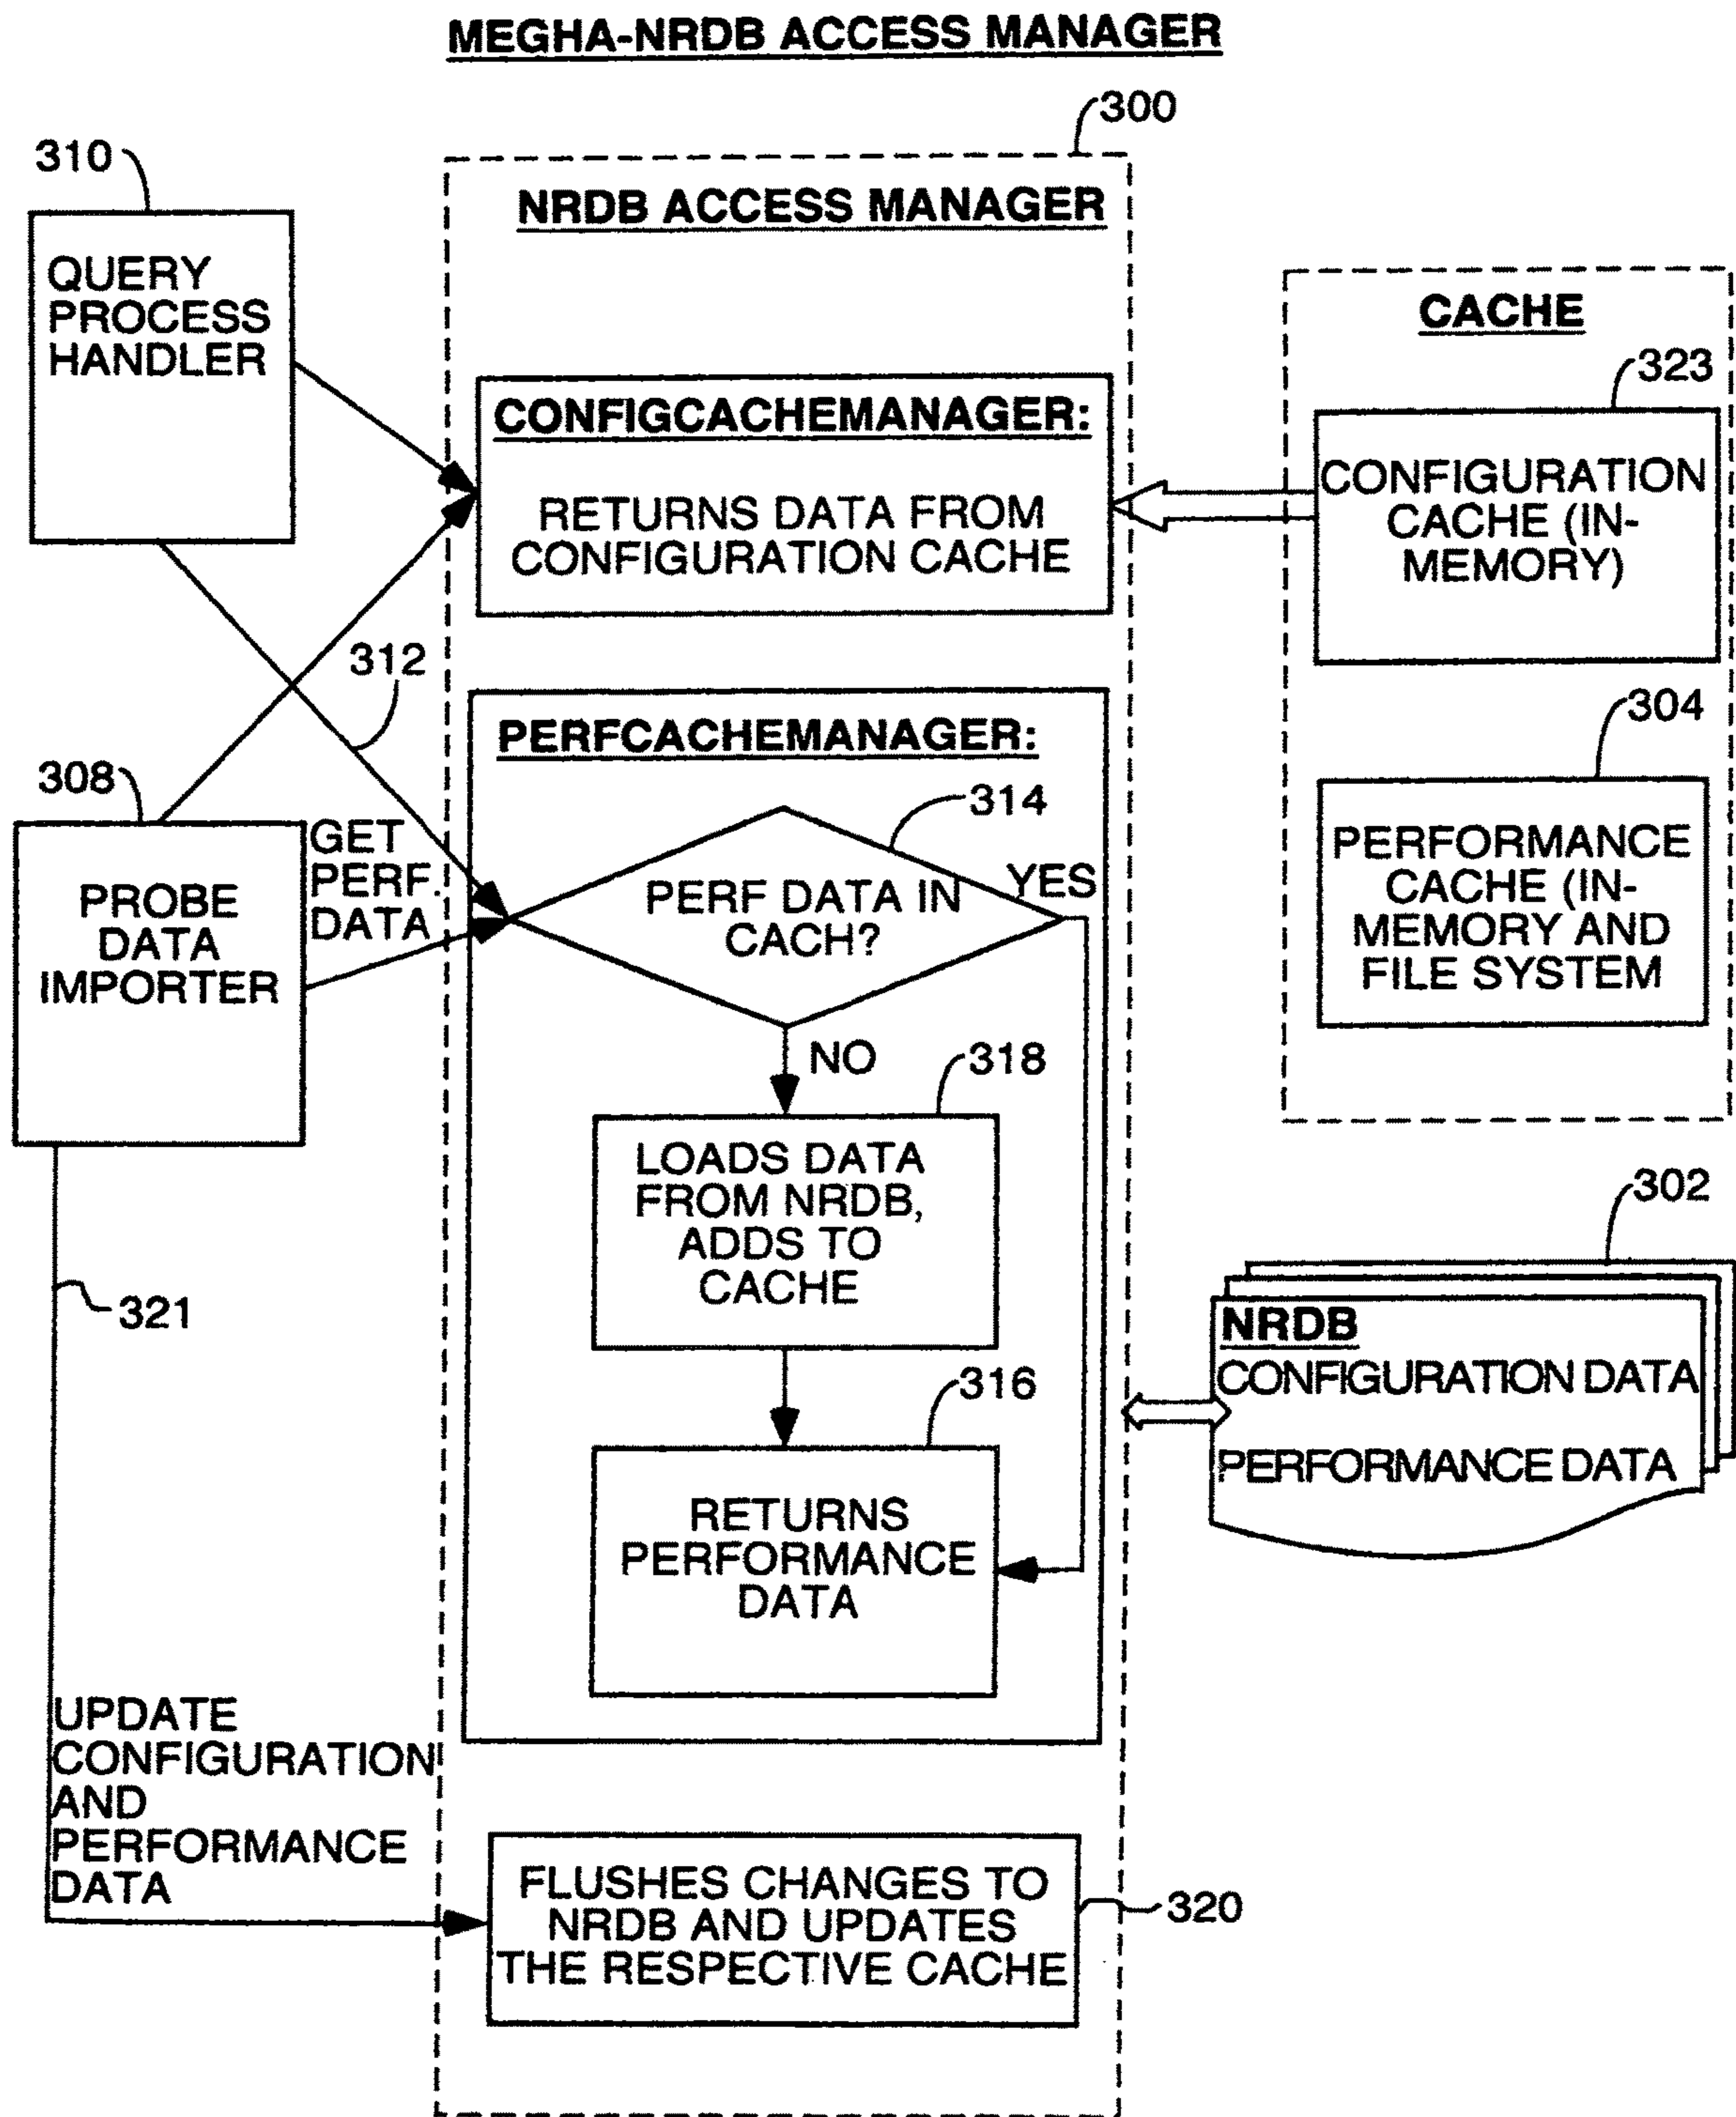 MEGHA-NRDB ACCESS MANAGER
300
310
NRDB ACCESS MANAGER
QUERY
PROCESS
HANDLER
CACHE
323
CONFIGCACHEMANAGER:
RETURNS DATA FROM
CONFIGURATION CACHE
CONFIGURATION
CACHE (IN-
MEMORY)
312
304
PERFCACHEMANAGER:
308
314
GET
PERF.
DATA
PROBE
DATA
IMPORTER
PERF DATA IN
CACH?
YES
PERFORMANCE
CACHE (IN-
MEMORY AND
FILE SYSTEM
NO
318
LOADS DATA
FROM NRDB,
ADDS TO
CACHE
302
321
NRDB
CONFIGURATION DATA
PERFORMANCE DATA
316
RETURNS
PERFORMANCE
DATA
UPDATE
CONFIGURATION
AND
PERFORMANCE
DATA
FLUSHES CHANGES TO
NRDB AND UPDATES
THE RESPECTIVE CACHE
320